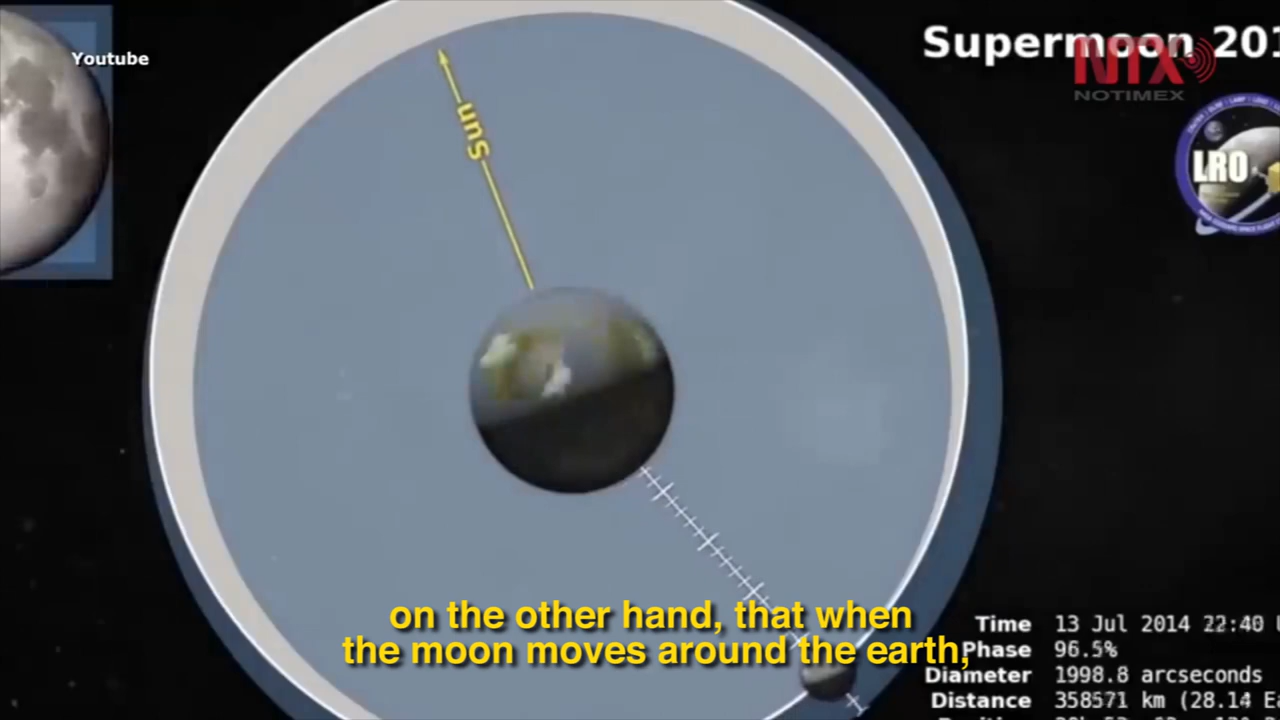 Youtube
Supermoon 201
NTX
NOTIMEX
LRO
Sun
on the other hand, that when
the moon moves around the earth,
Time 13 Jul 2014 22:40
Phase 96.5%
Diameter 1998.8 arcseconds
Distance 358571 km (28.14 Ea